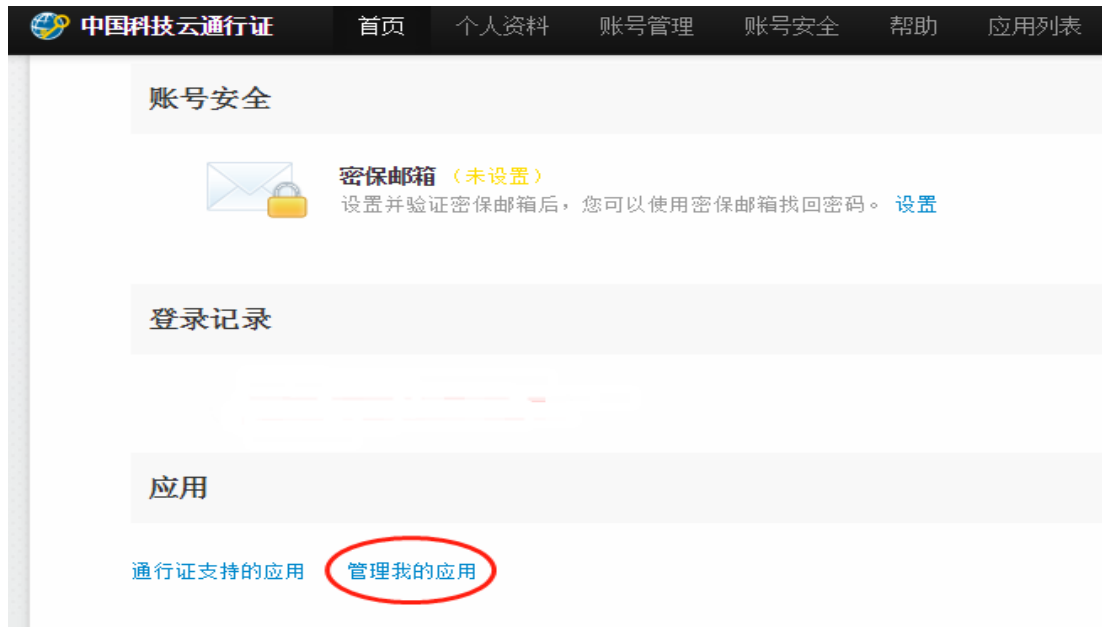 中国科技云通行证 首页 个人资料 账号管理 账号安全 帮助 应用列表
账号安全
密保邮箱（未设置）
设置并验证密保邮箱后，您可以使用密保邮箱找回密码。 设置
登录记录
应用
通行证支持的应用 管理我的应用